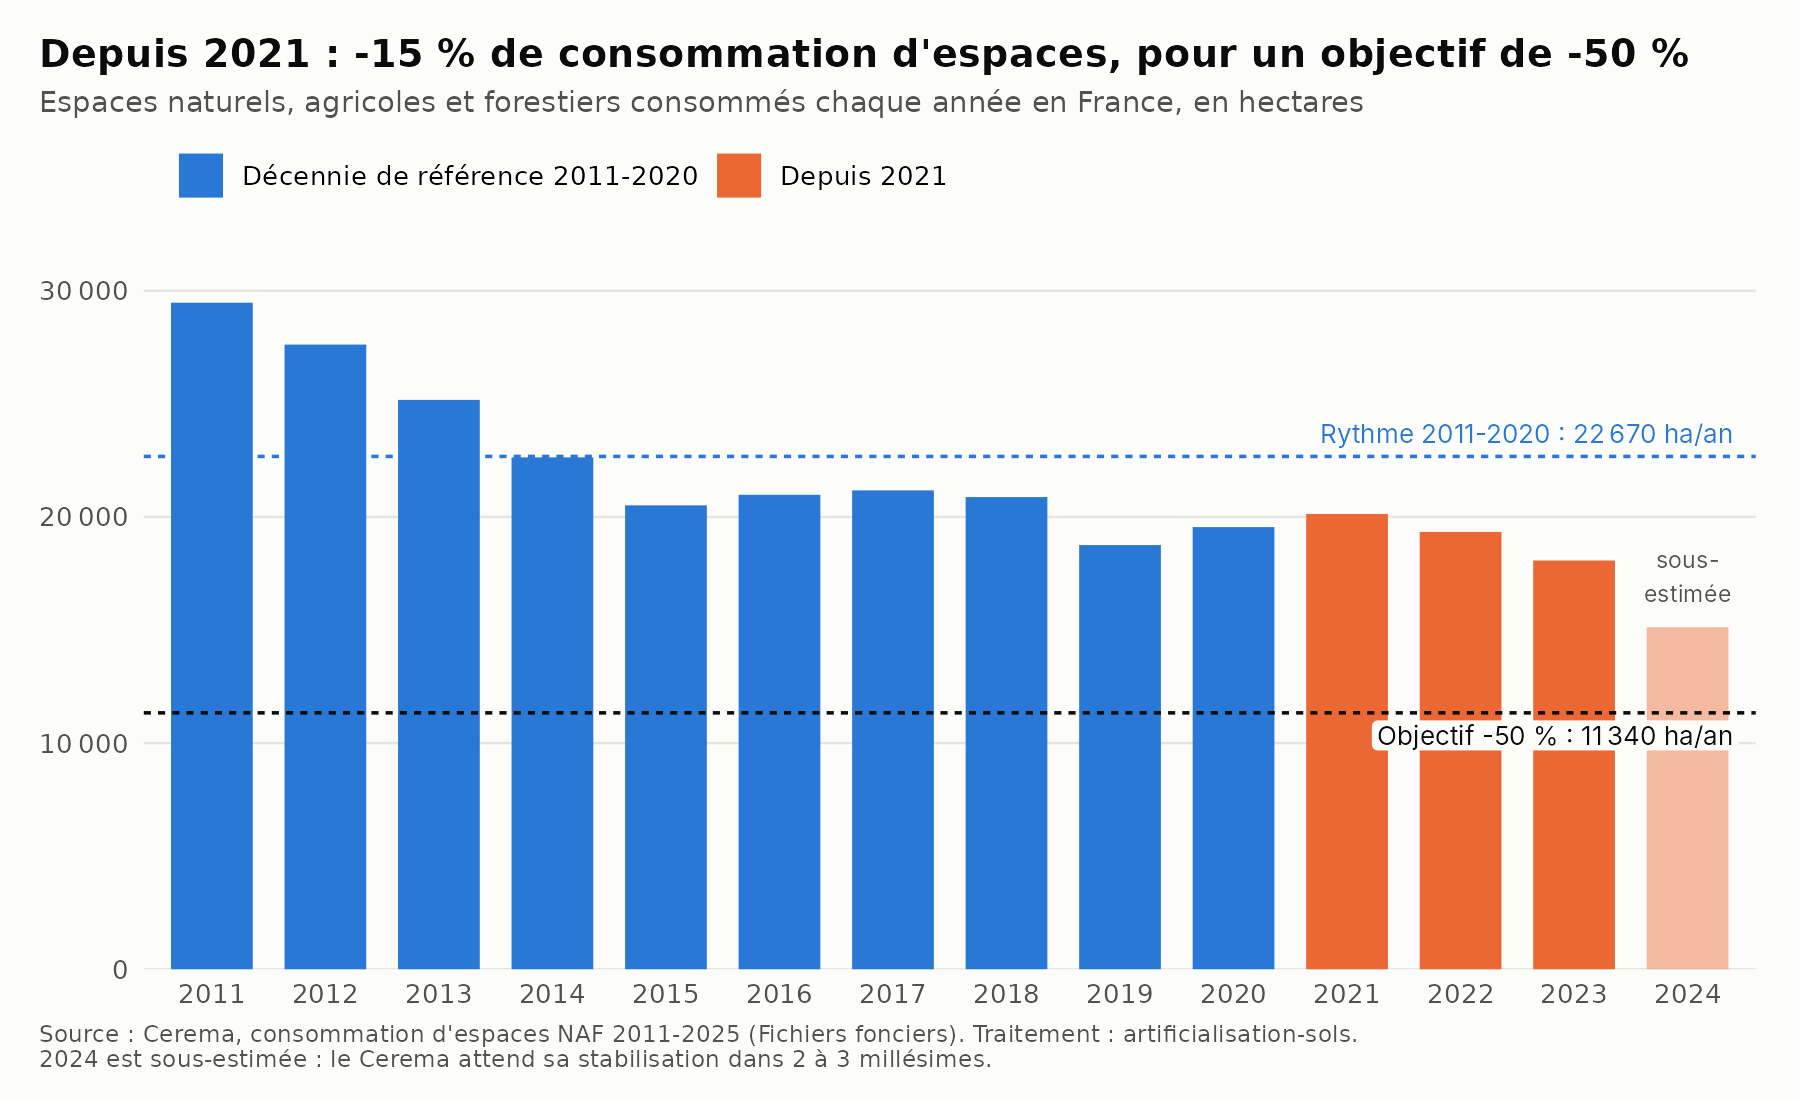 Depuis 2021 : -15 % de consommation d'espaces, pour un objectif de -50 %
Espaces naturels, agricoles et forestiers consommés chaque année en France, en hectares
Décennie de référence 2011-2020
Depuis 2021
30 000
Rythme 2011-2020 : 22 670 ha/an
20 000
sous-
estimée
Objectif -50 % : 11 340 ha/an
10 000
0
2011 2012 2013 2014 2015 2016 2017 2018 2019 2020 2021 2022 2023 2024
Source : Cerema, consommation d'espaces NAF 2011-2025 (Fichiers fonciers). Traitement : artificialisation-sols.
2024 est sous-estimée : le Cerema attend sa stabilisation dans 2 à 3 millésimes.